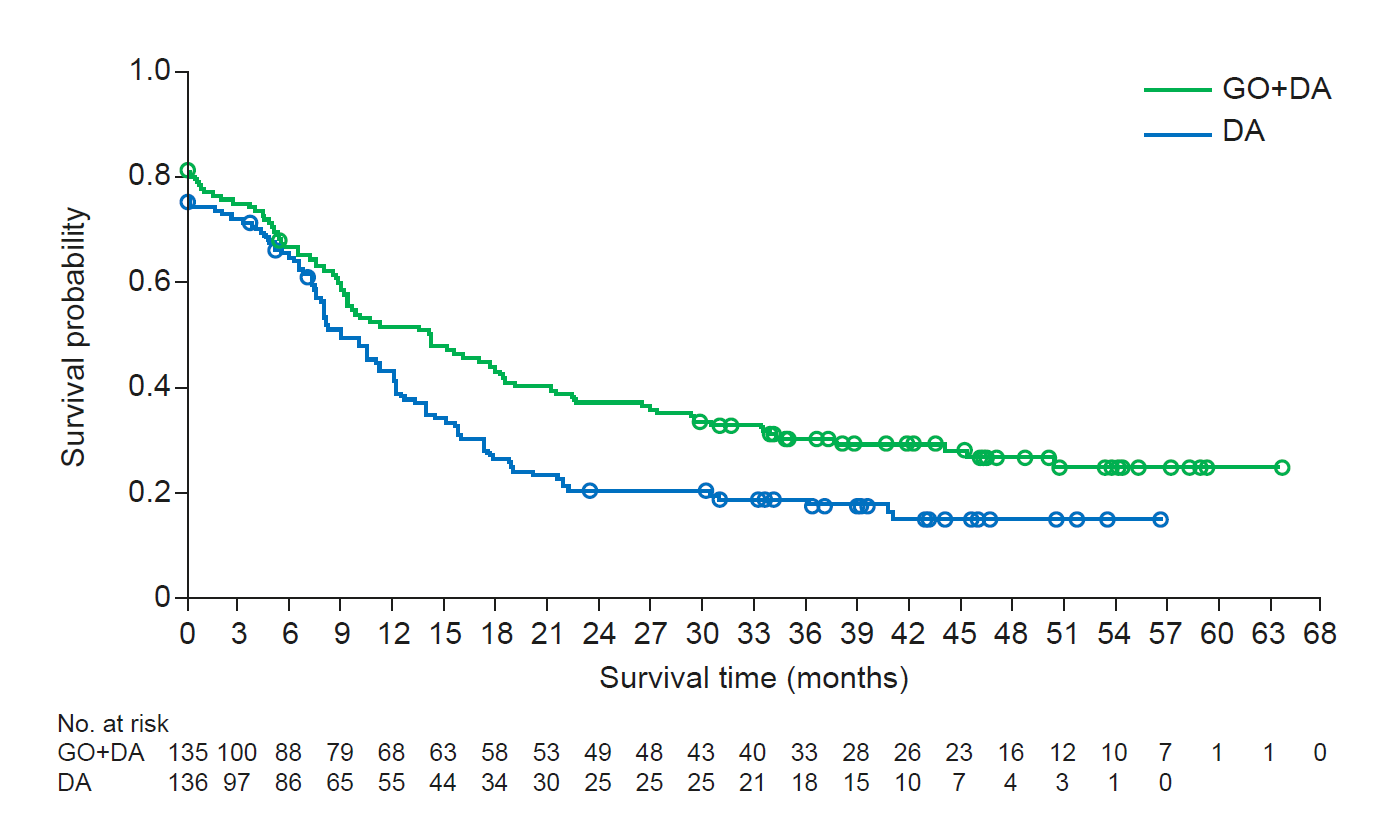 1.0
GO+DA
DA
0.8
0.6
0.4
0.2
0
Survival probability
0 3 6 9 12 15 18 21 24 27 30 33 36 39 42 45 48 51 54 57 60 63 68
Survival time (months)
No. at risk
GO+DA 135 100 88 79 68 63 58 53 49 48 43 40 33 28 26 23 16 12 10 7 1 1 0
DA 136 97 86 65 55 44 34 30 25 25 25 21 18 15 10 7 4 3 1 0